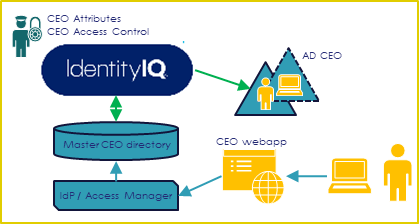 CEO Attributes
CEO Access Control
IdentityIQ
AD CEO
Master CEO directory
CEO webapp
IdP / Access Manager